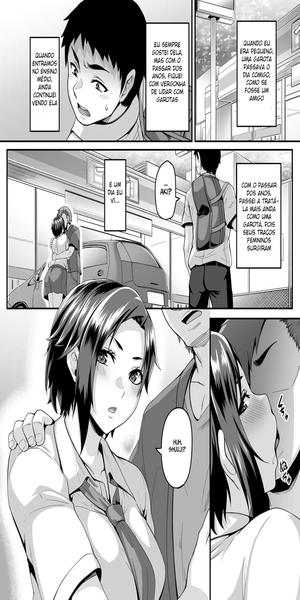 QUANDO EU
ERA PEQUENO,
UMA GAROTA
PASSAVA O
DIA COMIGO,
COMO SE
FOSSE UM
AMIGO
EU SEMPRE
GOSTEI DELA,
MAS COM O
PASSAR DOS
ANOS, FIQUEI
COM VERGONHA
DE LIDAR COM
GAROTAS
QUANDO
ENTRAMOS
NO ENSINO
MÉDIO, AINDA
CONTINUEI
VENDO ELA
COM O PASSAR
DOS ANOS,
PASSEI A TRATÁ-
LA MAIS AINDA
COMO UMA
GAROTA, POIS
SEUS TRAÇOS
FEMININOS
SURGIRAM
... AKI?
E UM
DIA EU
VI...
HUH,
SHUUJI?